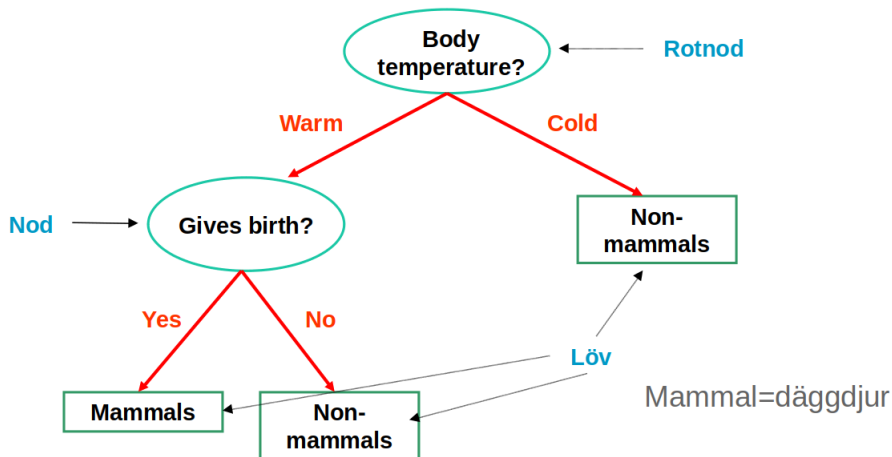 Body
temperature?
Rotnod
Warm
Cold
Nod
Gives birth?
Non-
mammals
Yes
No
Löv
Mammals
Non-
mammals
Mammal=däggdjur